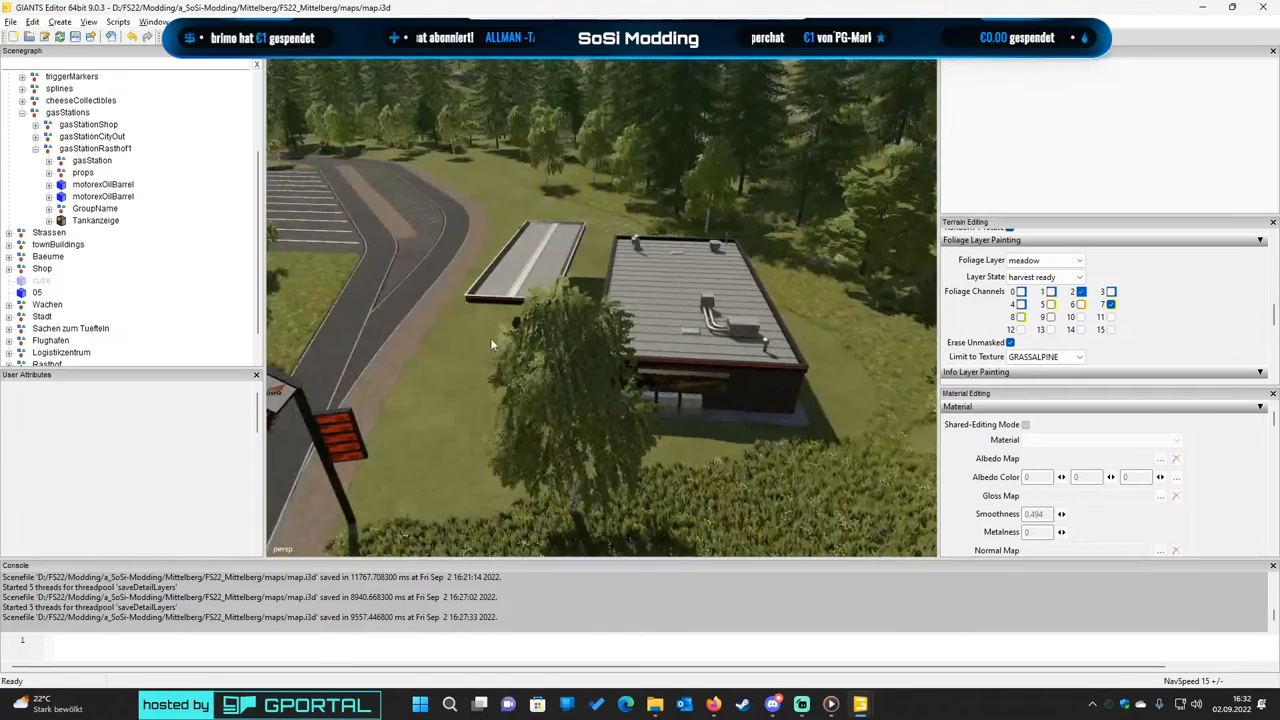 GIANTS Editor 64bit 9.0.3 - D:/FS22/Modding/a_SoSi-Modding/Mittelberg/FS22_Mittelberg/maps/map.i3d
File Edit Create View Scripts Window
brimo hat €1 gespendet
at abonniert!
ALLMAN -TA
SoSi Modding
perchat
€1 von PG-Mark
€0.00 gespendet
Scenegraph
X
triggerMarkers
splines
cheeseCollectibles
gasStations
gasStationShop
gasStationCityOut
gasStationRasthof1
gasStation
props
motorexOilBarrel
motorexOilBarrel
GroupName
Tankanzeige
Strassen
townBuildings
Baeume
Shop
cube
05
Wachen
Stadt
Sachen zum Tuefteln
Flughafen
Logistikzentrum
Rasthof
User Attributes
persp
Terrain Editing
Foliage Layer Painting
Foliage Layer meadow
Layer State harvest ready
Foliage Channels 0 1 2 3
4 5 6 7
8 9 10 11
12 13 14 15
Erase Unmasked
Limit to Texture GRASSALPINE
Info Layer Painting
Material Editing
Material
Shared-Editing Mode
Material
Albedo Map ...
Albedo Color 0 0 0 ...
Gloss Map ...
Smoothness 0.494
Metalness 0
Normal Map ...
Console
Scenefile 'D:/FS22/Modding/a_SoSi-Modding/Mittelberg/FS22_Mittelberg/maps/map.i3d' saved in 11767.708300 ms at Fri Sep 2 16:21:14 2022.
Started 5 threads for threadpool 'saveDetailLayers'
Scenefile 'D:/FS22/Modding/a_SoSi-Modding/Mittelberg/FS22_Mittelberg/maps/map.i3d' saved in 8940.668300 ms at Fri Sep 2 16:27:02 2022.
Started 5 threads for threadpool 'saveDetailLayers'
Scenefile 'D:/FS22/Modding/a_SoSi-Modding/Mittelberg/FS22_Mittelberg/maps/map.i3d' saved in 9557.446800 ms at Fri Sep 2 16:27:33 2022.
1
Ready
NavSpeed 15 +/-
22°C
Stark bewölkt
hosted by GPORTAL
16:32
02.09.2022